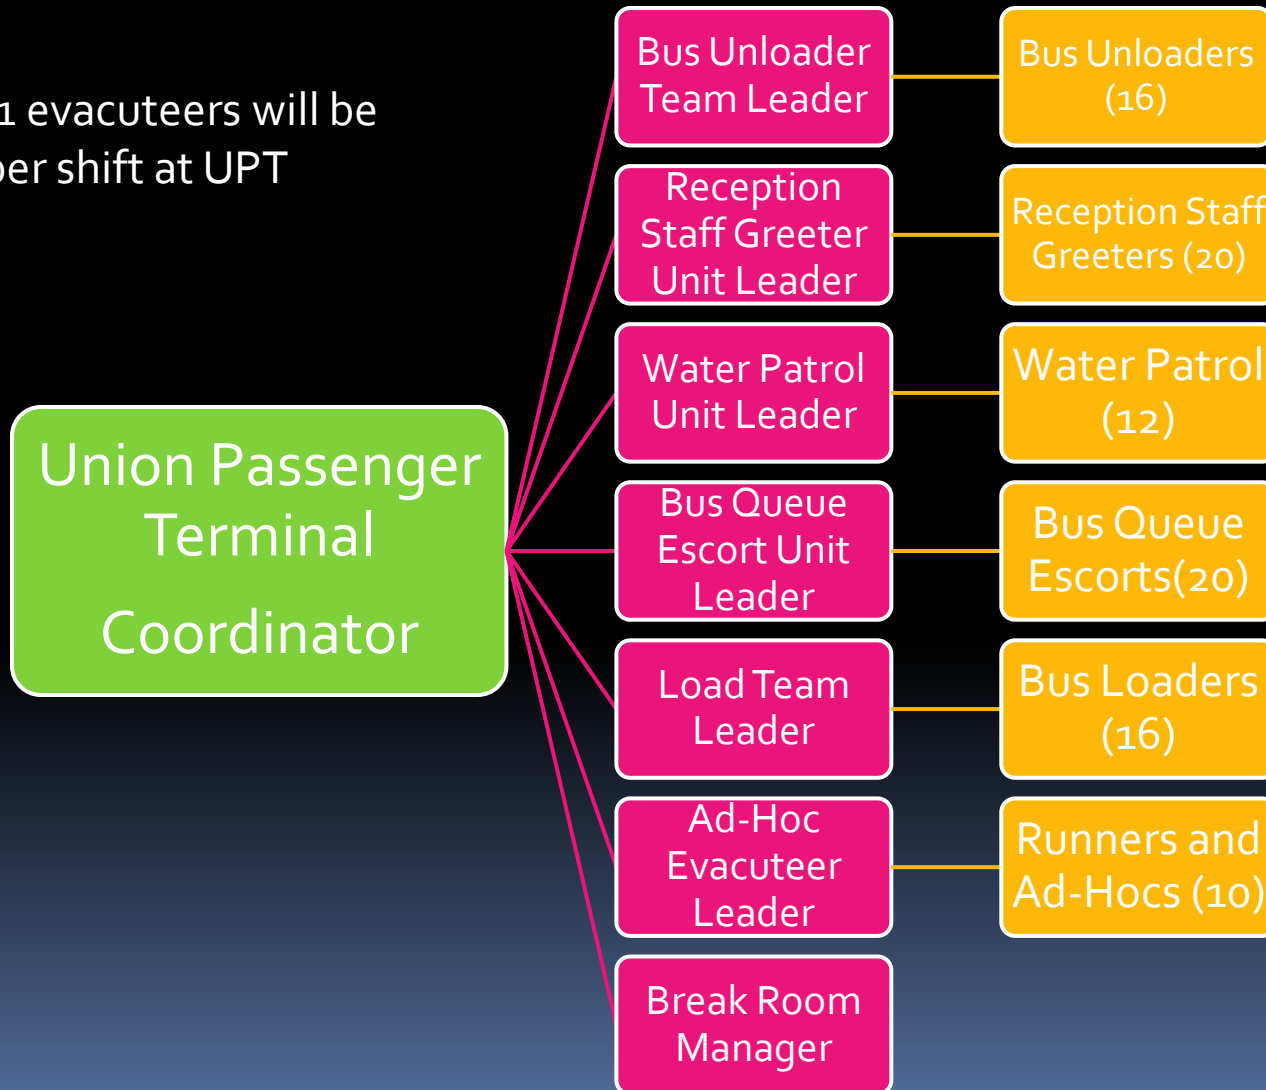 1 evacuteers will be
per shift at UPT
Union Passenger
Terminal
Coordinator
Bus Unloader
Team Leader
Bus Unloaders
(16)
Reception
Staff Greeter
Unit Leader
Reception Staff
Greeters (20)
Water Patrol
Unit Leader
Water Patrol
(12)
Bus Queue
Escort Unit
Leader
Bus Queue
Escorts(20)
Load Team
Leader
Bus Loaders
(16)
Ad-Hoc
Evacuteer
Leader
Runners and
Ad-Hocs (10)
Break Room
Manager